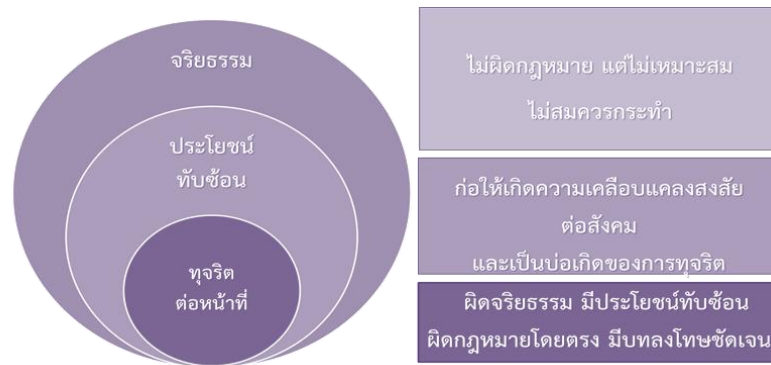 จริยธรรม
ประโยชน์
ทับซ้อน
ทุจริต
ต่อหน้าที่
ไม่ผิดกฎหมาย แต่ไม่เหมาะสม
ไม่สมควรกระทำ
ก่อให้เกิดความเคลือบแคลงสงสัย
ต่อสังคม
และเป็นบ่อเกิดของการทุจริต
ผิดจริยธรรม มีประโยชน์ทับซ้อน
ผิดกฎหมายโดยตรง มีบทลงโทษชัดเจน